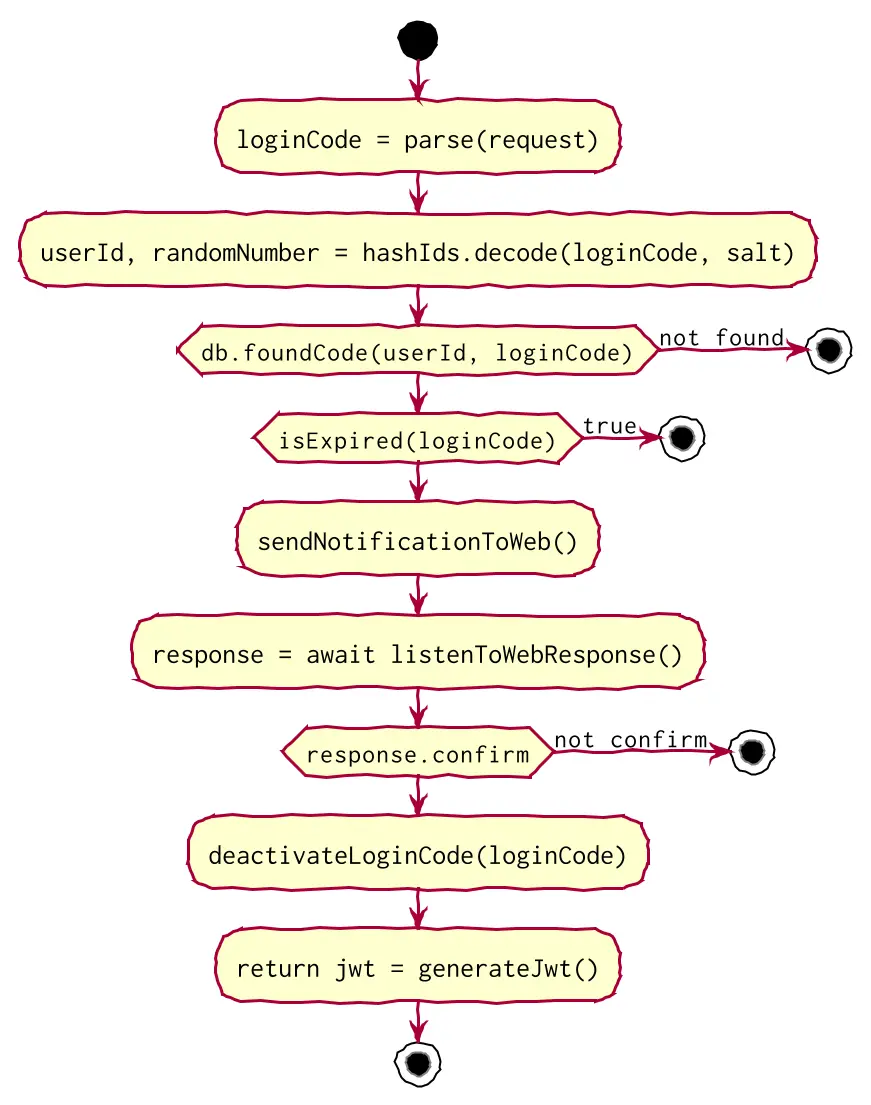 loginCode = parse(request)
userId, randomNumber = hashIds.decode(loginCode, salt)
db.foundCode(userId, loginCode)
not found
isExpired(loginCode)
true
sendNotificationToWeb()
response = await listenToWebResponse()
response.confirm
not confirm
deactivateLoginCode(loginCode)
return jwt = generateJwt()